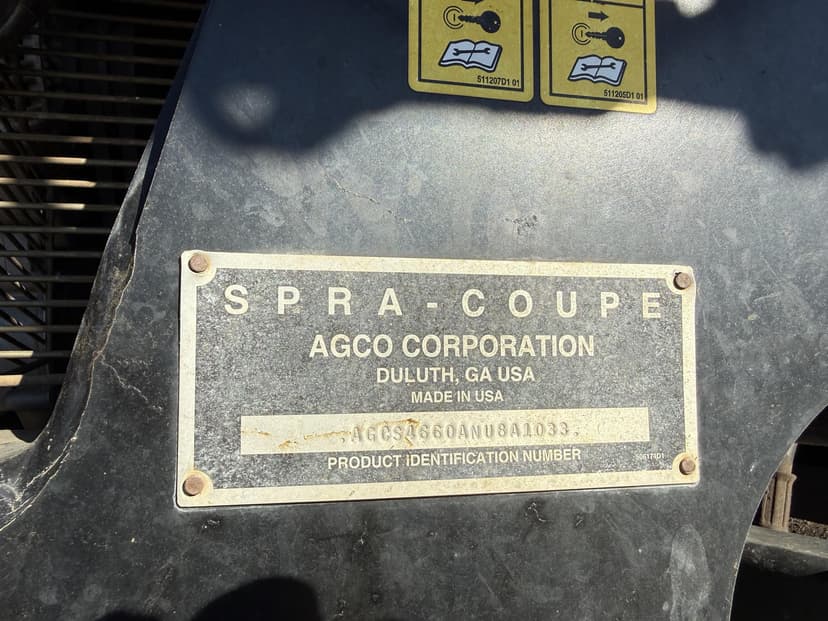 511207D1 01
511205D1 01
SPRA-COUPE
AGCO CORPORATION
DULUTH, GA USA
MADE IN USA
.AGCS4660ANU8A1033.
PRODUCT IDENTIFICATION NUMBER